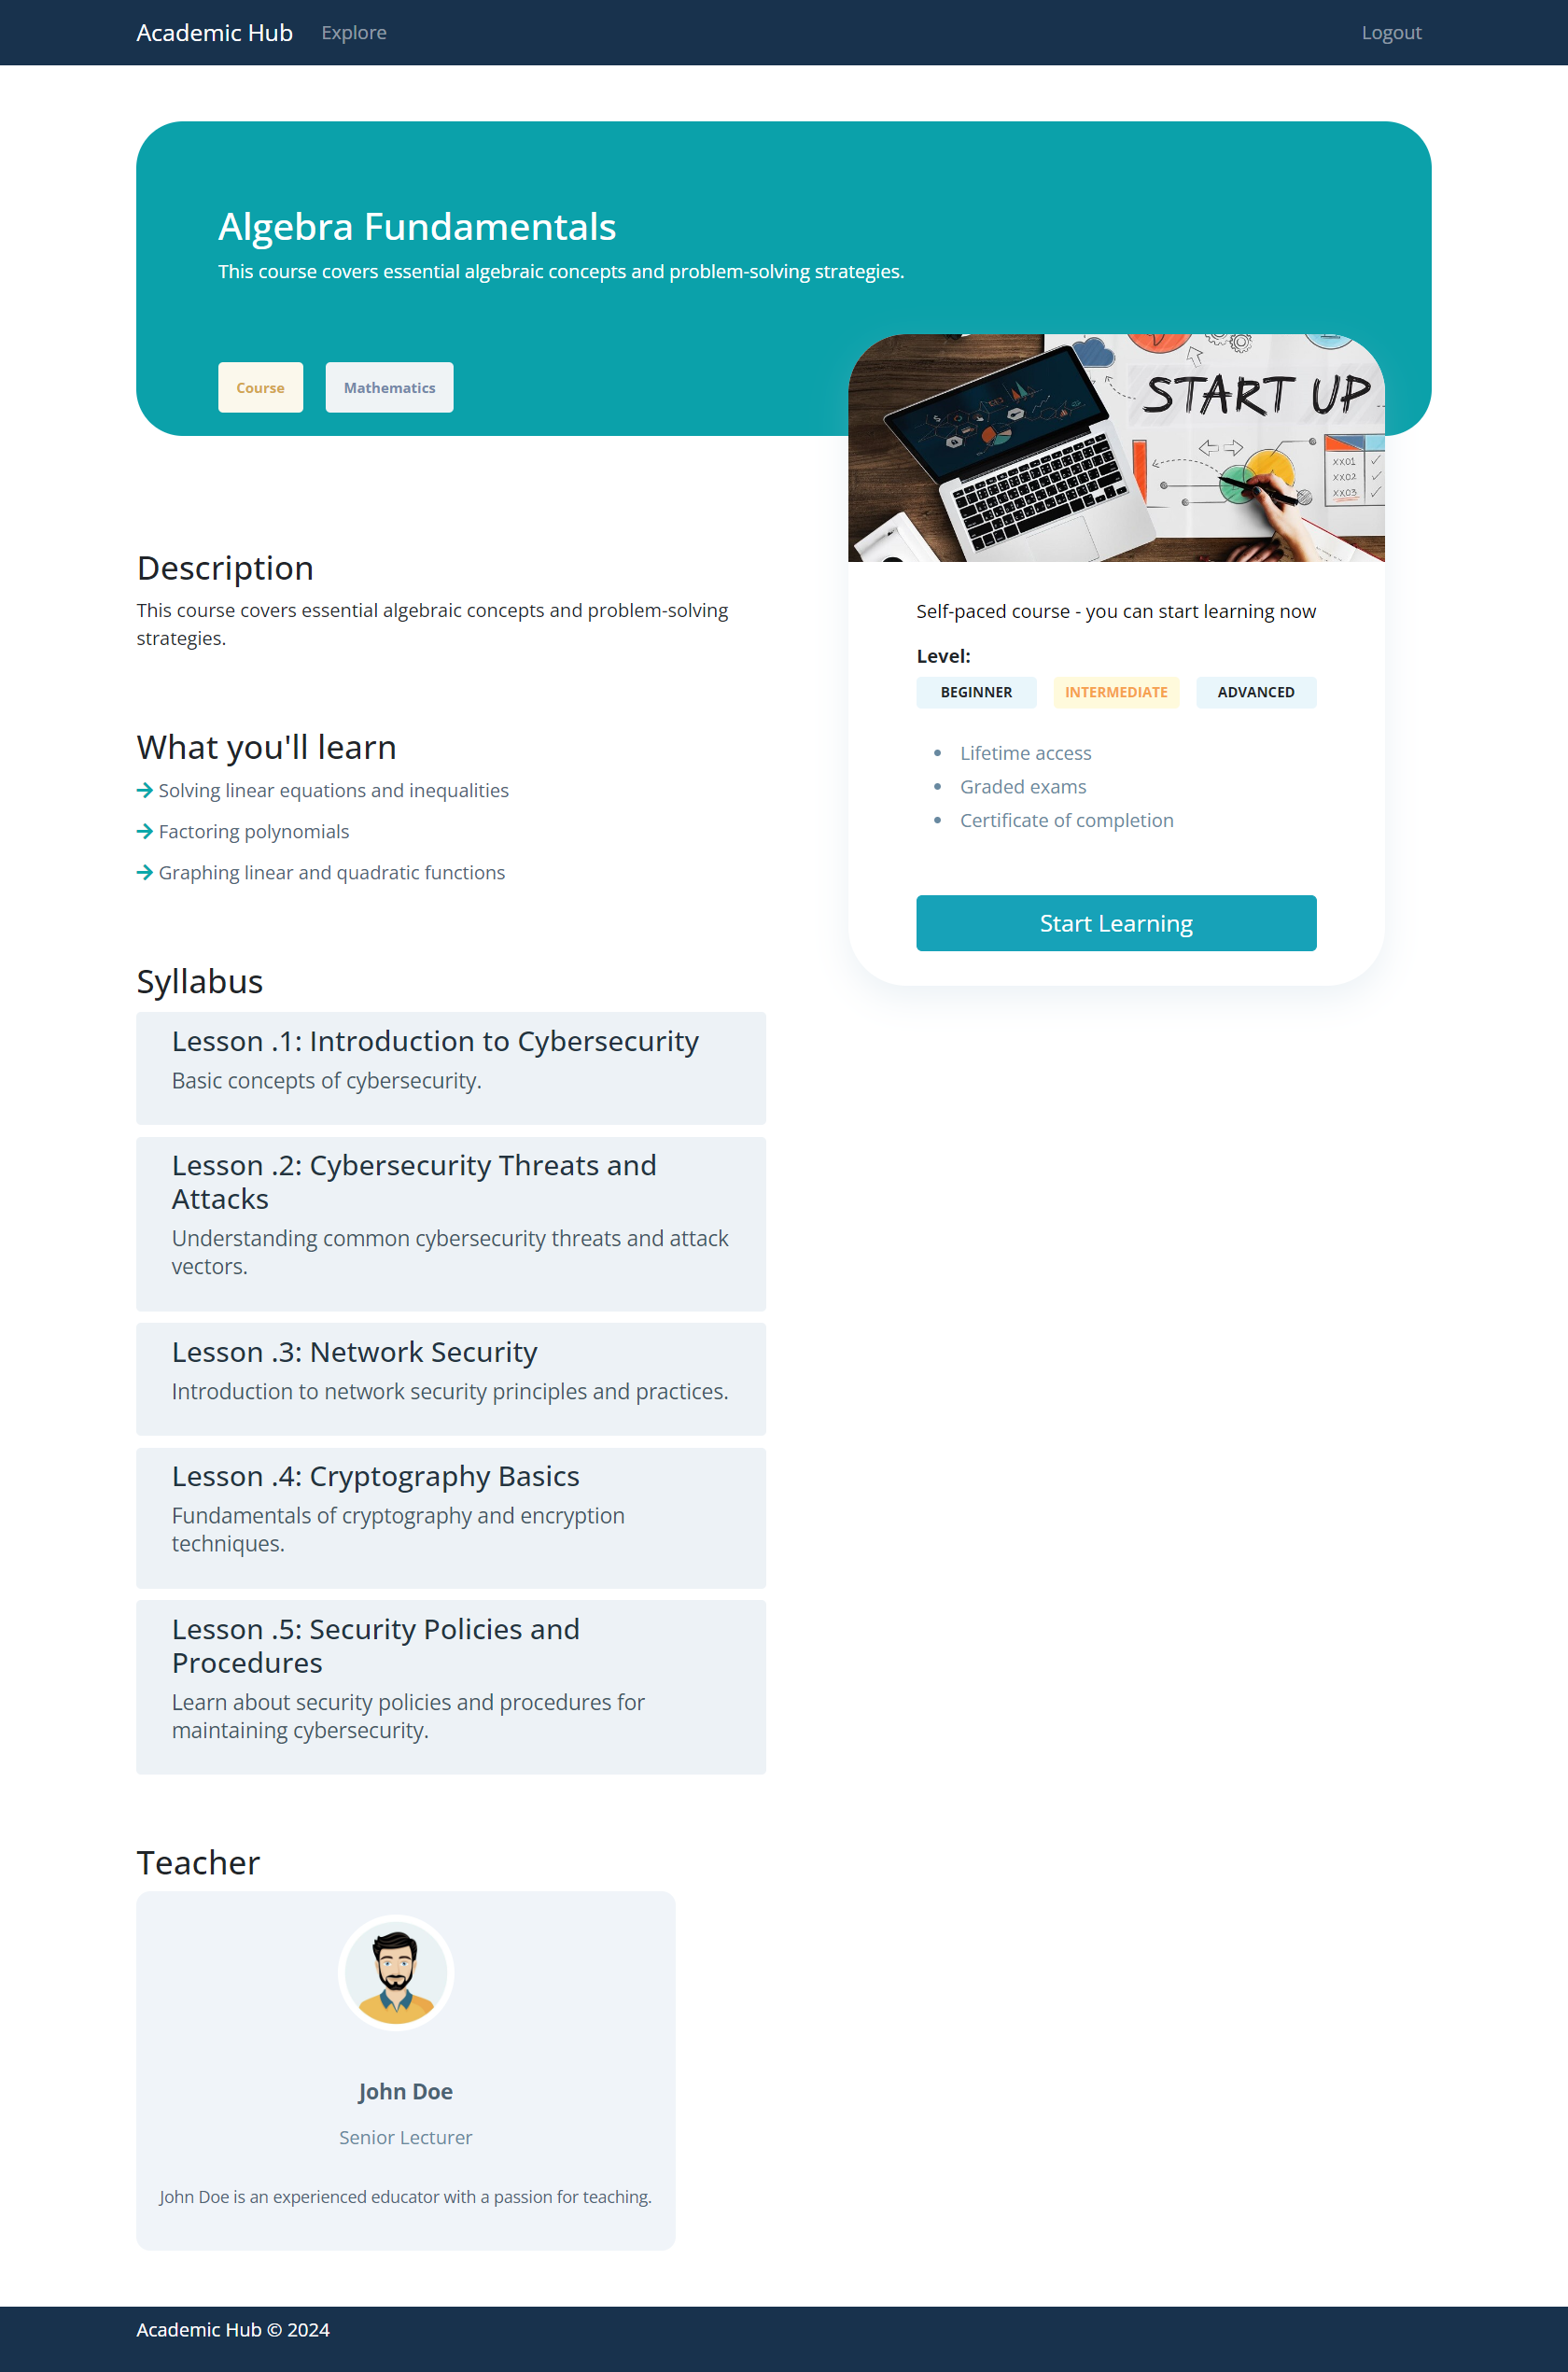 Academic Hub Explore Logout
Algebra Fundamentals
This course covers essential algebraic concepts and problem-solving strategies.
Course Mathematics
START UP
XX01
XX02
XX03
Description
This course covers essential algebraic concepts and problem-solving
strategies.
What you'll learn
Solving linear equations and inequalities
Factoring polynomials
Graphing linear and quadratic functions
Self-paced course - you can start learning now
Level:
BEGINNER INTERMEDIATE ADVANCED
Lifetime access
Graded exams
Certificate of completion
Start Learning
Syllabus
Lesson .1: Introduction to Cybersecurity
Basic concepts of cybersecurity.
Lesson .2: Cybersecurity Threats and
Attacks
Understanding common cybersecurity threats and attack
vectors.
Lesson .3: Network Security
Introduction to network security principles and practices.
Lesson .4: Cryptography Basics
Fundamentals of cryptography and encryption
techniques.
Lesson .5: Security Policies and
Procedures
Learn about security policies and procedures for
maintaining cybersecurity.
Teacher
John Doe
Senior Lecturer
John Doe is an experienced educator with a passion for teaching.
Academic Hub © 2024